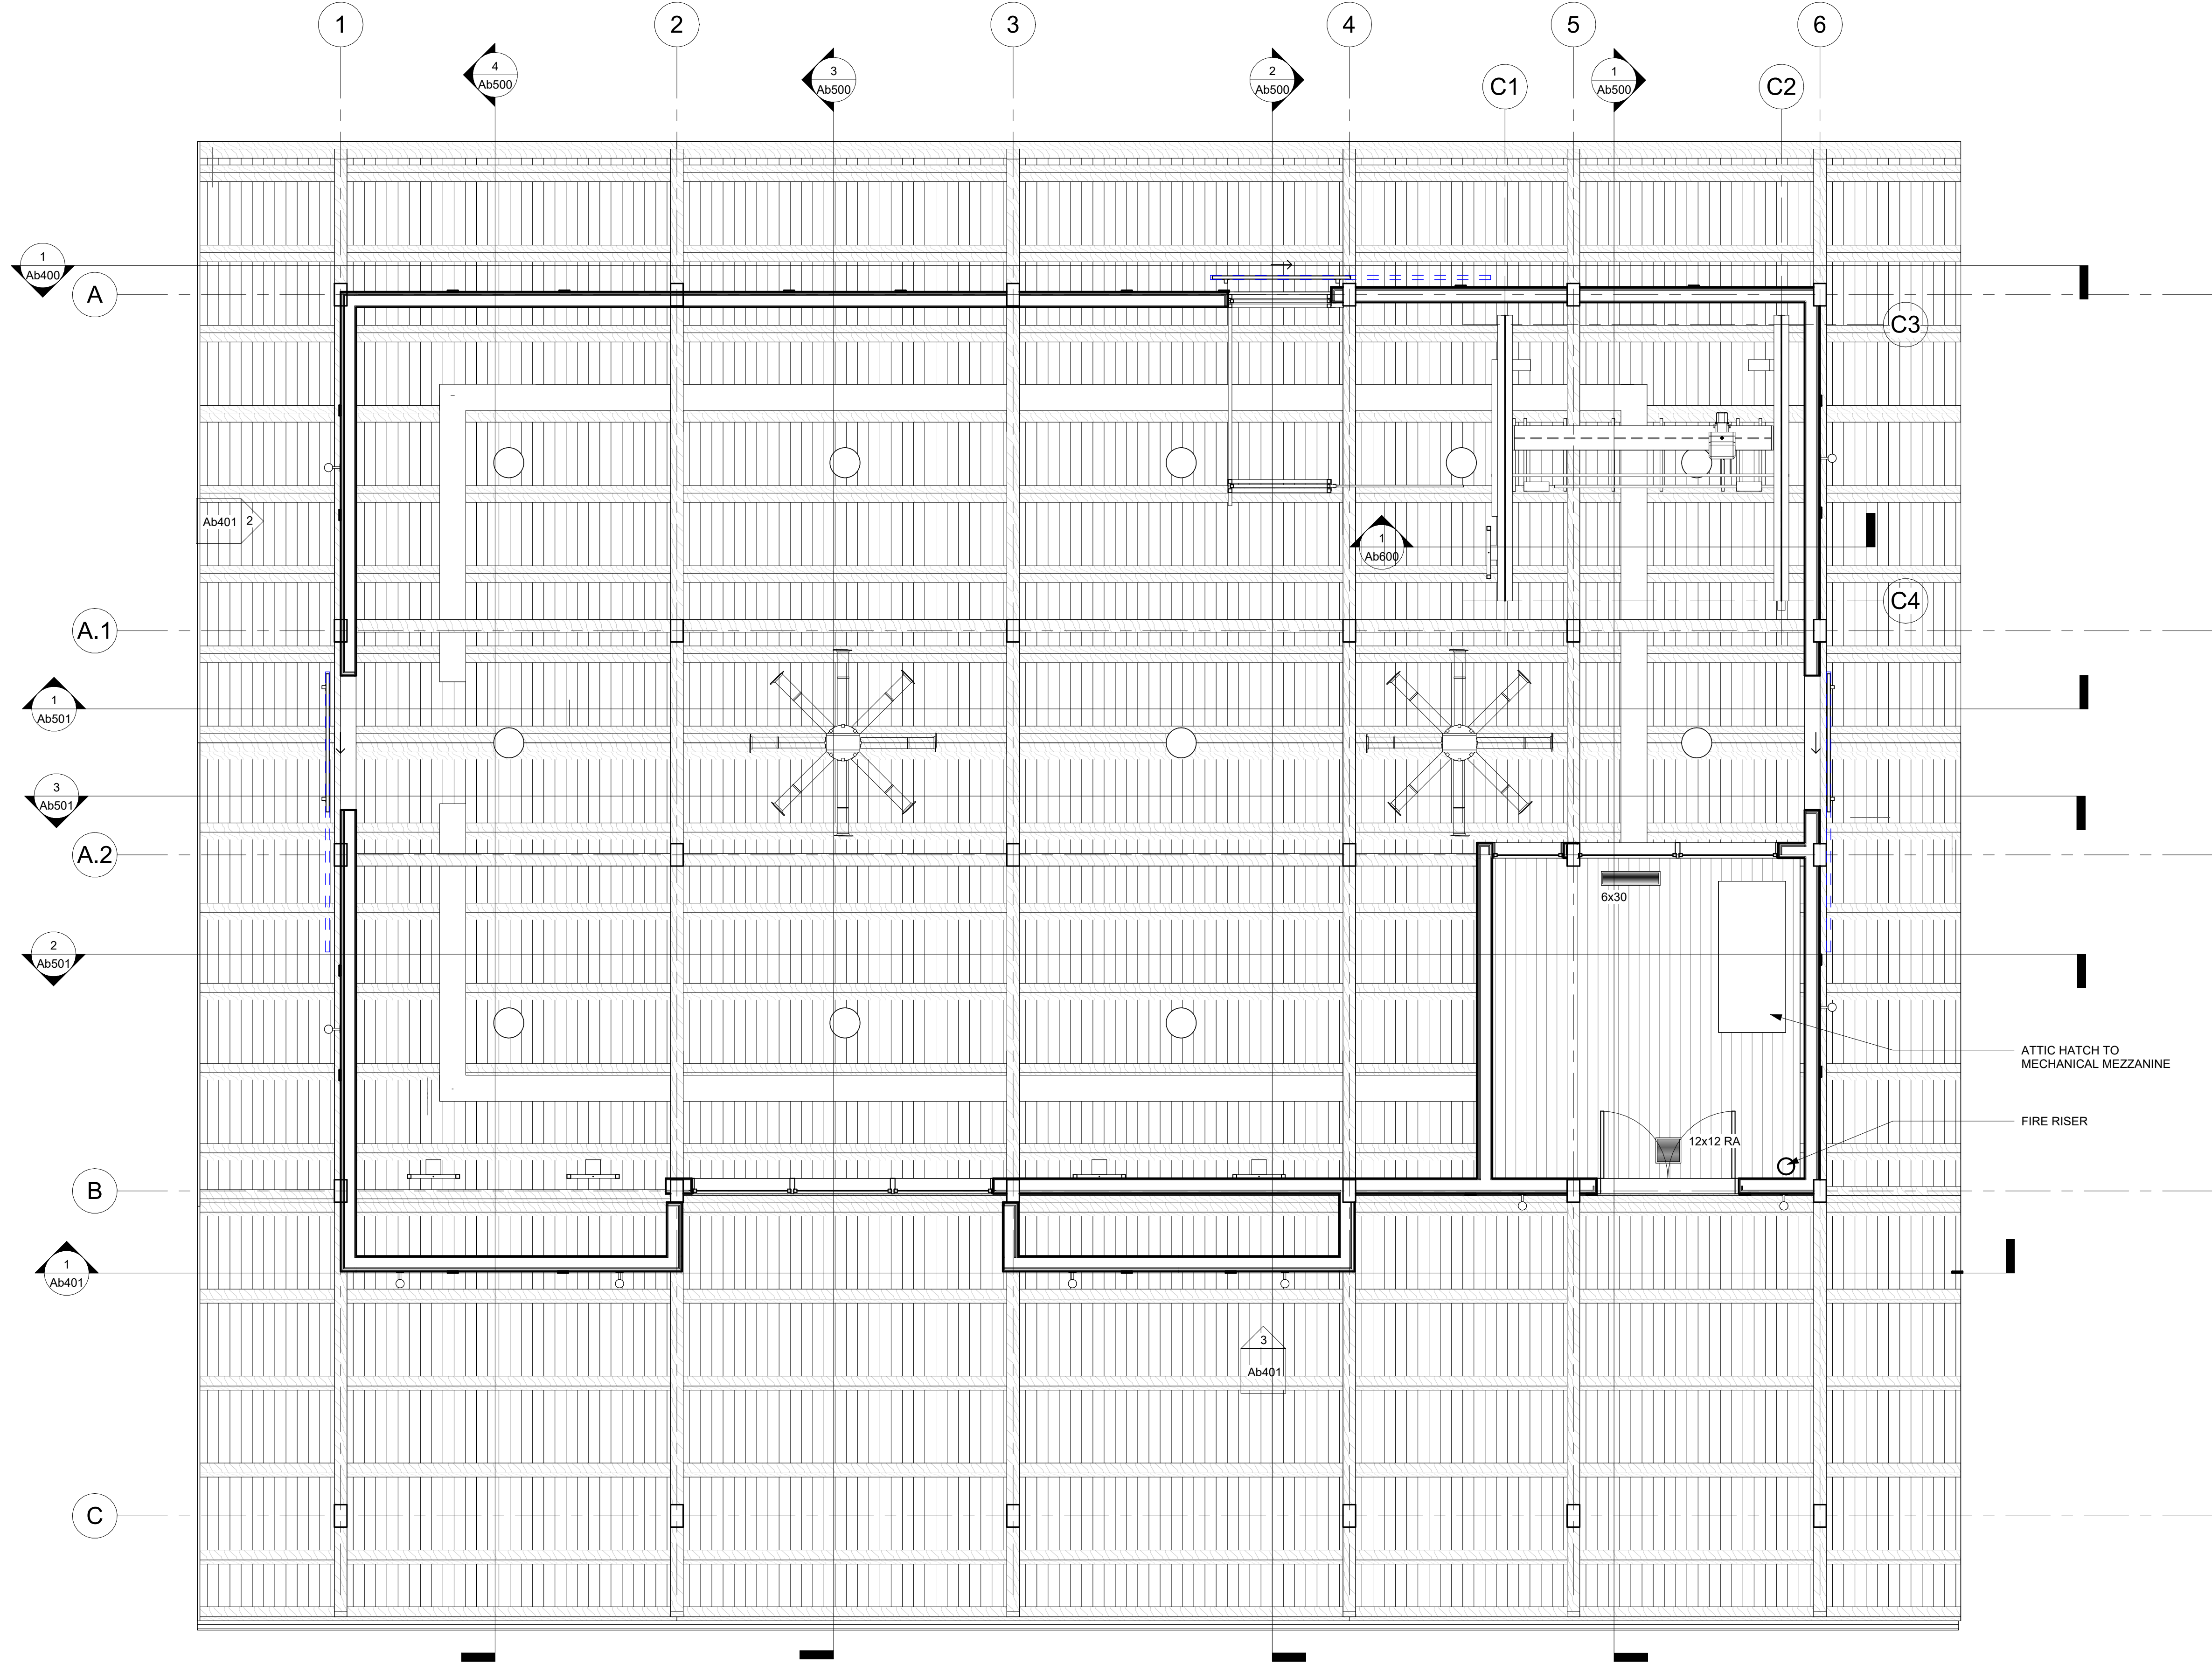 1
2
3
4
5
6
4
Ab500
3
Ab500
2
Ab500
C1
1
Ab500
C2
1
Ab400
A
C3
Ab401 2
1
Ab600
C4
A.1
1
Ab501
3
Ab501
A.2
6x30
2
Ab501
ATTIC HATCH TO
MECHANICAL MEZZANINE
FIRE RISER
12x12 RA
B
1
Ab401
3
Ab401
C